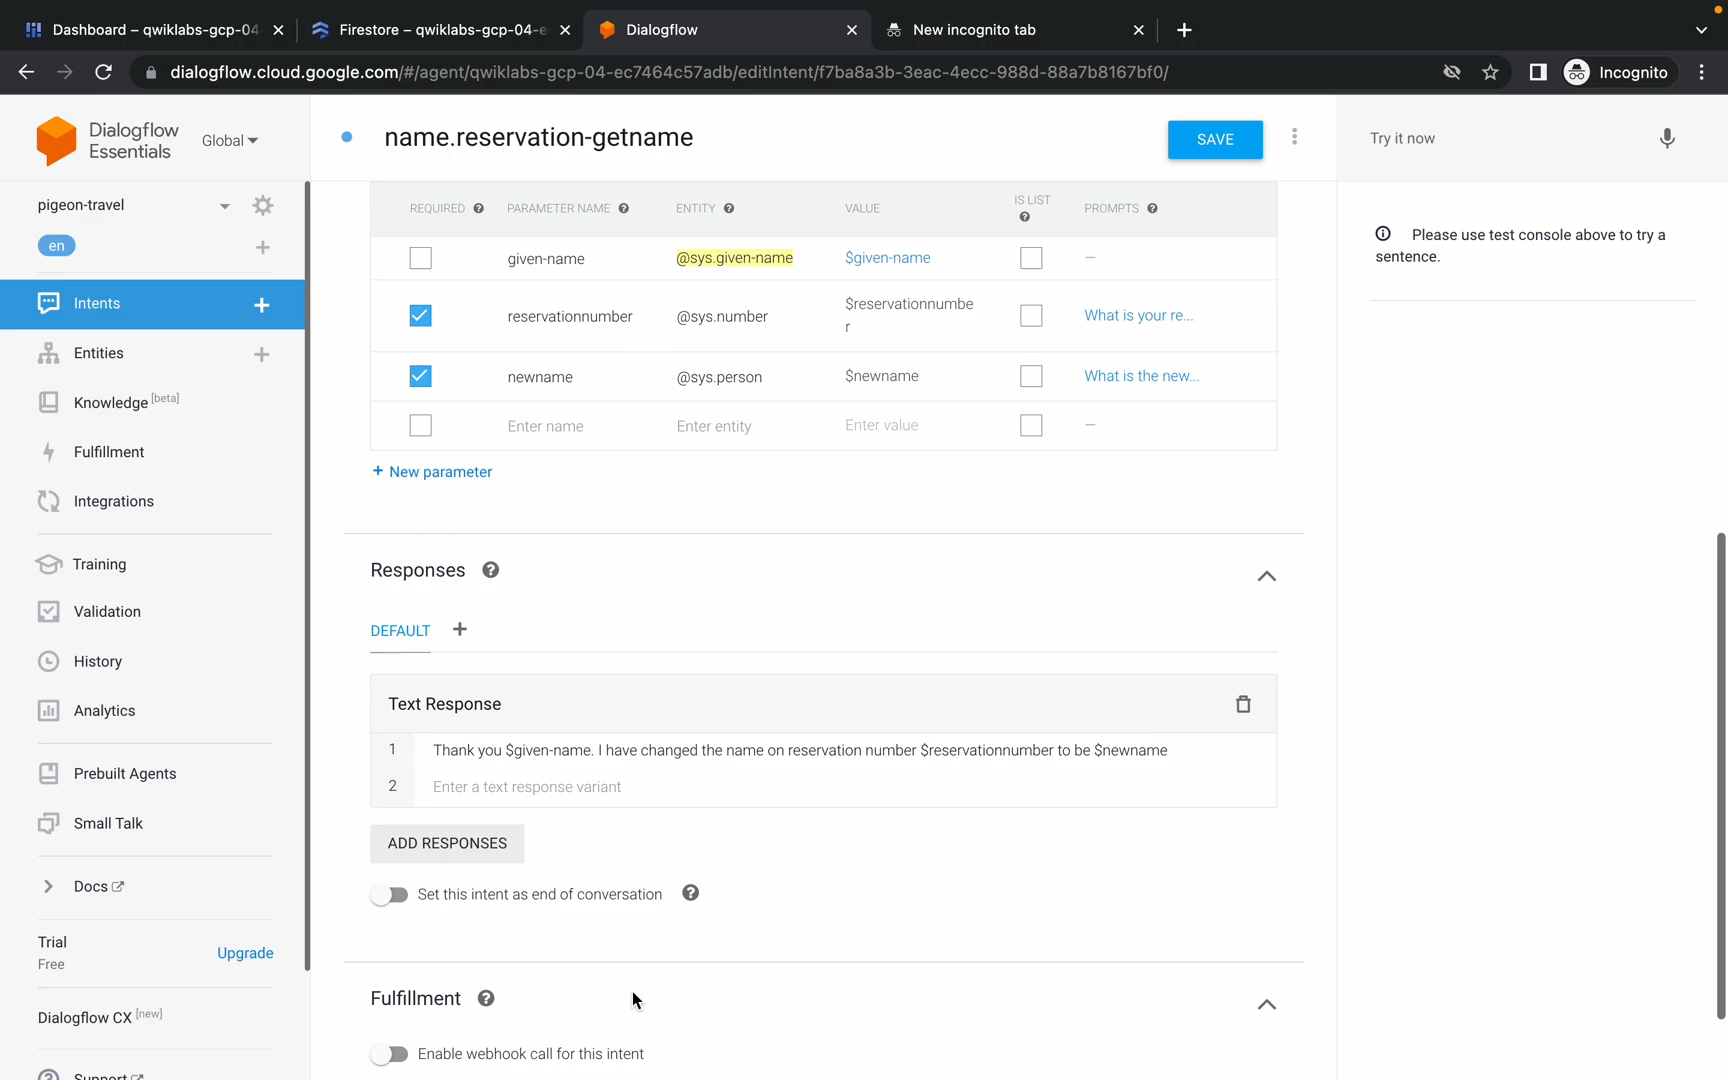 Dashboard – qwiklabs-gcp-04
Firestore – qwiklabs-gcp-04-e
Dialogflow
New incognito tab
dialogflow.cloud.google.com/#/agent/qwiklabs-gcp-04-ec7464c57adb/editIntent/f7ba8a3b-3eac-4ecc-988d-88a7b8167bf0/
Incognito
Dialogflow
Essentials
Global
pigeon-travel
en
Intents
Entities
Knowledge [beta]
Fulfillment
Integrations
Training
Validation
History
Analytics
Prebuilt Agents
Small Talk
Docs
Trial
Free
Upgrade
Dialogflow CX [new]
Support
name.reservation-getname
SAVE
REQUIRED PARAMETER NAME ENTITY VALUE IS LIST PROMPTS
given-name @sys.given-name $given-name –
reservationnumber @sys.number $reservationnumbe
r
What is your re...
newname @sys.person $newname What is the new...
Enter name Enter entity Enter value –
+ New parameter
Responses
DEFAULT +
Text Response
1 Thank you $given-name. I have changed the name on reservation number $reservationnumber to be $newname
2 Enter a text response variant
ADD RESPONSES
Set this intent as end of conversation
Fulfillment
Enable webhook call for this intent
Try it now
Please use test console above to try a
sentence.